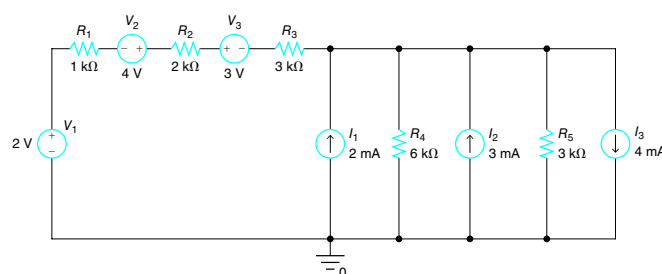 V2 V3
R1 R2 R3
− + + −
1 kΩ 4 V 2 kΩ 3 V 3 kΩ
+ V1 I1 R4 I2 R5 I3
2 V
− 2 mA 6 kΩ 3 mA 3 kΩ 4 mA
0